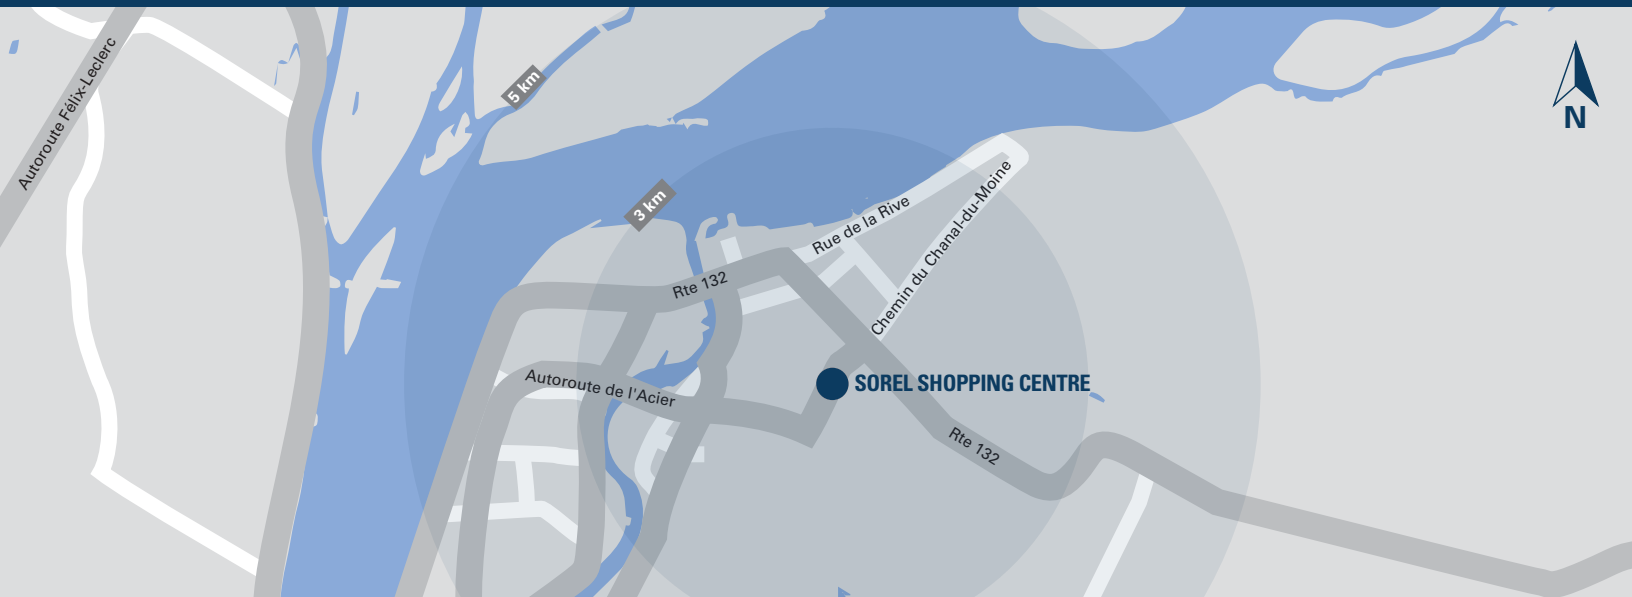 Autoroute Félix-Leclerc
5 km
N
3 km
Rue de la Rive
Chemin du Chanal-du-Moine
Rte 132
Autoroute de l'Acier
SOREL SHOPPING CENTRE
Rte 132